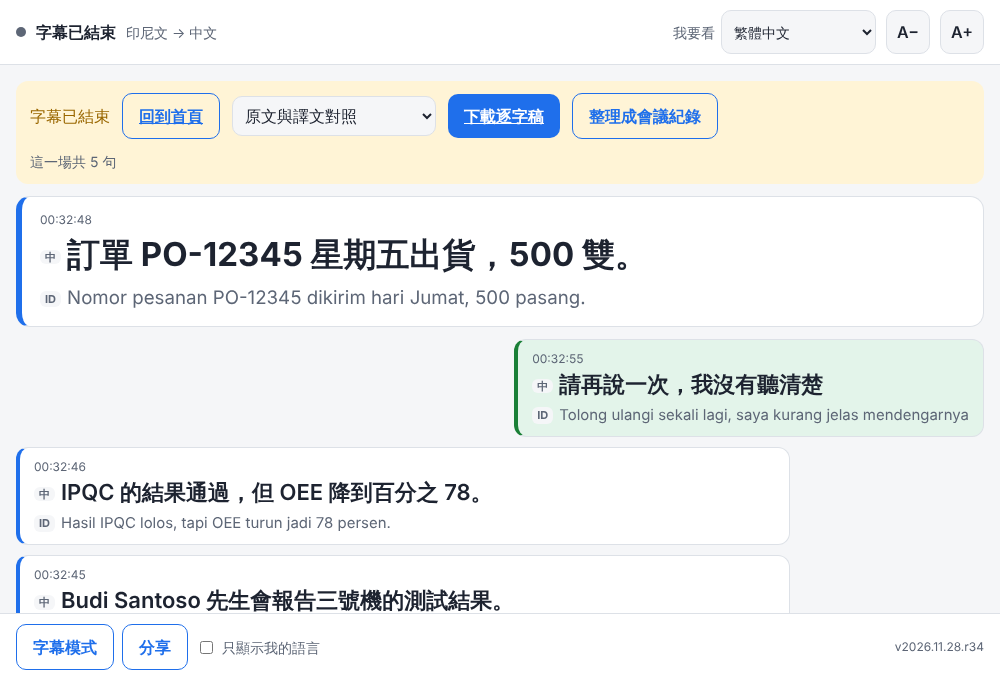 字幕已結束 印尼文 → 中文 我要看 繁體中文 A− A+
字幕已結束 回到首頁 原文與譯文對照 下載逐字稿 整理成會議紀錄
這一場共 5 句
00:32:48
中 訂單 PO-12345 星期五出貨，500 雙。
ID Nomor pesanan PO-12345 dikirim hari Jumat, 500 pasang.
00:32:55
中 請再說一次，我沒有聽清楚
ID Tolong ulangi sekali lagi, saya kurang jelas mendengarnya
00:32:46
中 IPQC 的結果通過，但 OEE 降到百分之 78。
ID Hasil IPQC lolos, tapi OEE turun jadi 78 persen.
00:32:45
中 Budi Santoso 先生會報告三號機的測試結果。
字幕模式 分享 只顯示我的語言 v2026.11.28.r34